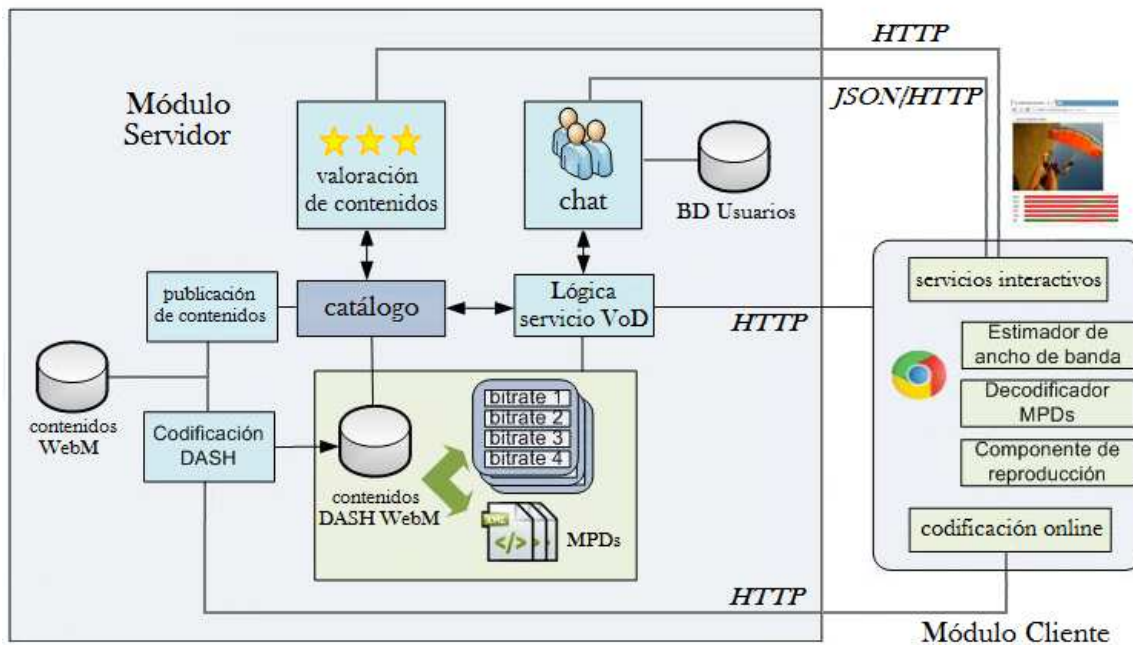 HTTP
JSON/HTTP
Módulo
Servidor
valoración
de contenidos
chat
BD Usuarios
publicación
de contenidos
catálogo
Lógica
servicio VoD
HTTP
servicios interactivos
Estimador de
ancho de banda
Decodificador
MPDs
Componente de
reproducción
codificación online
contenidos
WebM
Codificación
DASH
contenidos
DASH WebM
bitrate 1
bitrate 2
bitrate 3
bitrate 4
XML
</>
MPDs
HTTP
Módulo Cliente